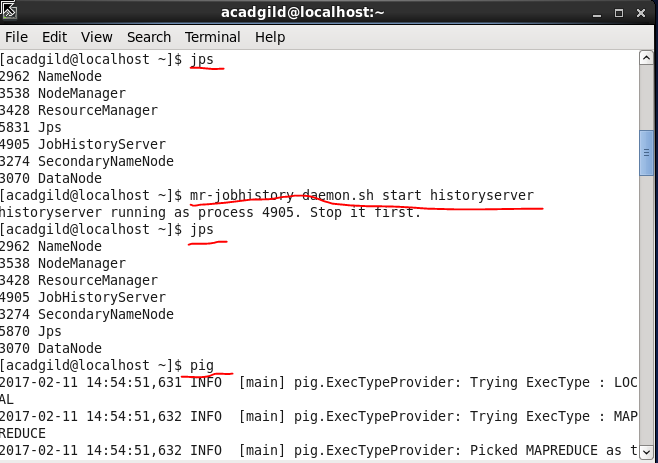 acadgild@localhost:~
File Edit View Search Terminal Help
[acadgild@localhost ~]$ jps
2962 NameNode
3538 NodeManager
3428 ResourceManager
5831 Jps
4905 JobHistoryServer
3274 SecondaryNameNode
3070 DataNode
[acadgild@localhost ~]$ mr-jobhistory-daemon.sh start historyserver
historyserver running as process 4905. Stop it first.
[acadgild@localhost ~]$ jps
2962 NameNode
3538 NodeManager
3428 ResourceManager
4905 JobHistoryServer
3274 SecondaryNameNode
5870 Jps
3070 DataNode
[acadgild@localhost ~]$ pig
2017-02-11 14:54:51,631 INFO  [main] pig.ExecTypeProvider: Trying ExecType : LOC
AL
2017-02-11 14:54:51,632 INFO  [main] pig.ExecTypeProvider: Trying ExecType : MAP
REDUCE
2017-02-11 14:54:51,632 INFO  [main] pig.ExecTypeProvider: Picked MAPREDUCE as t